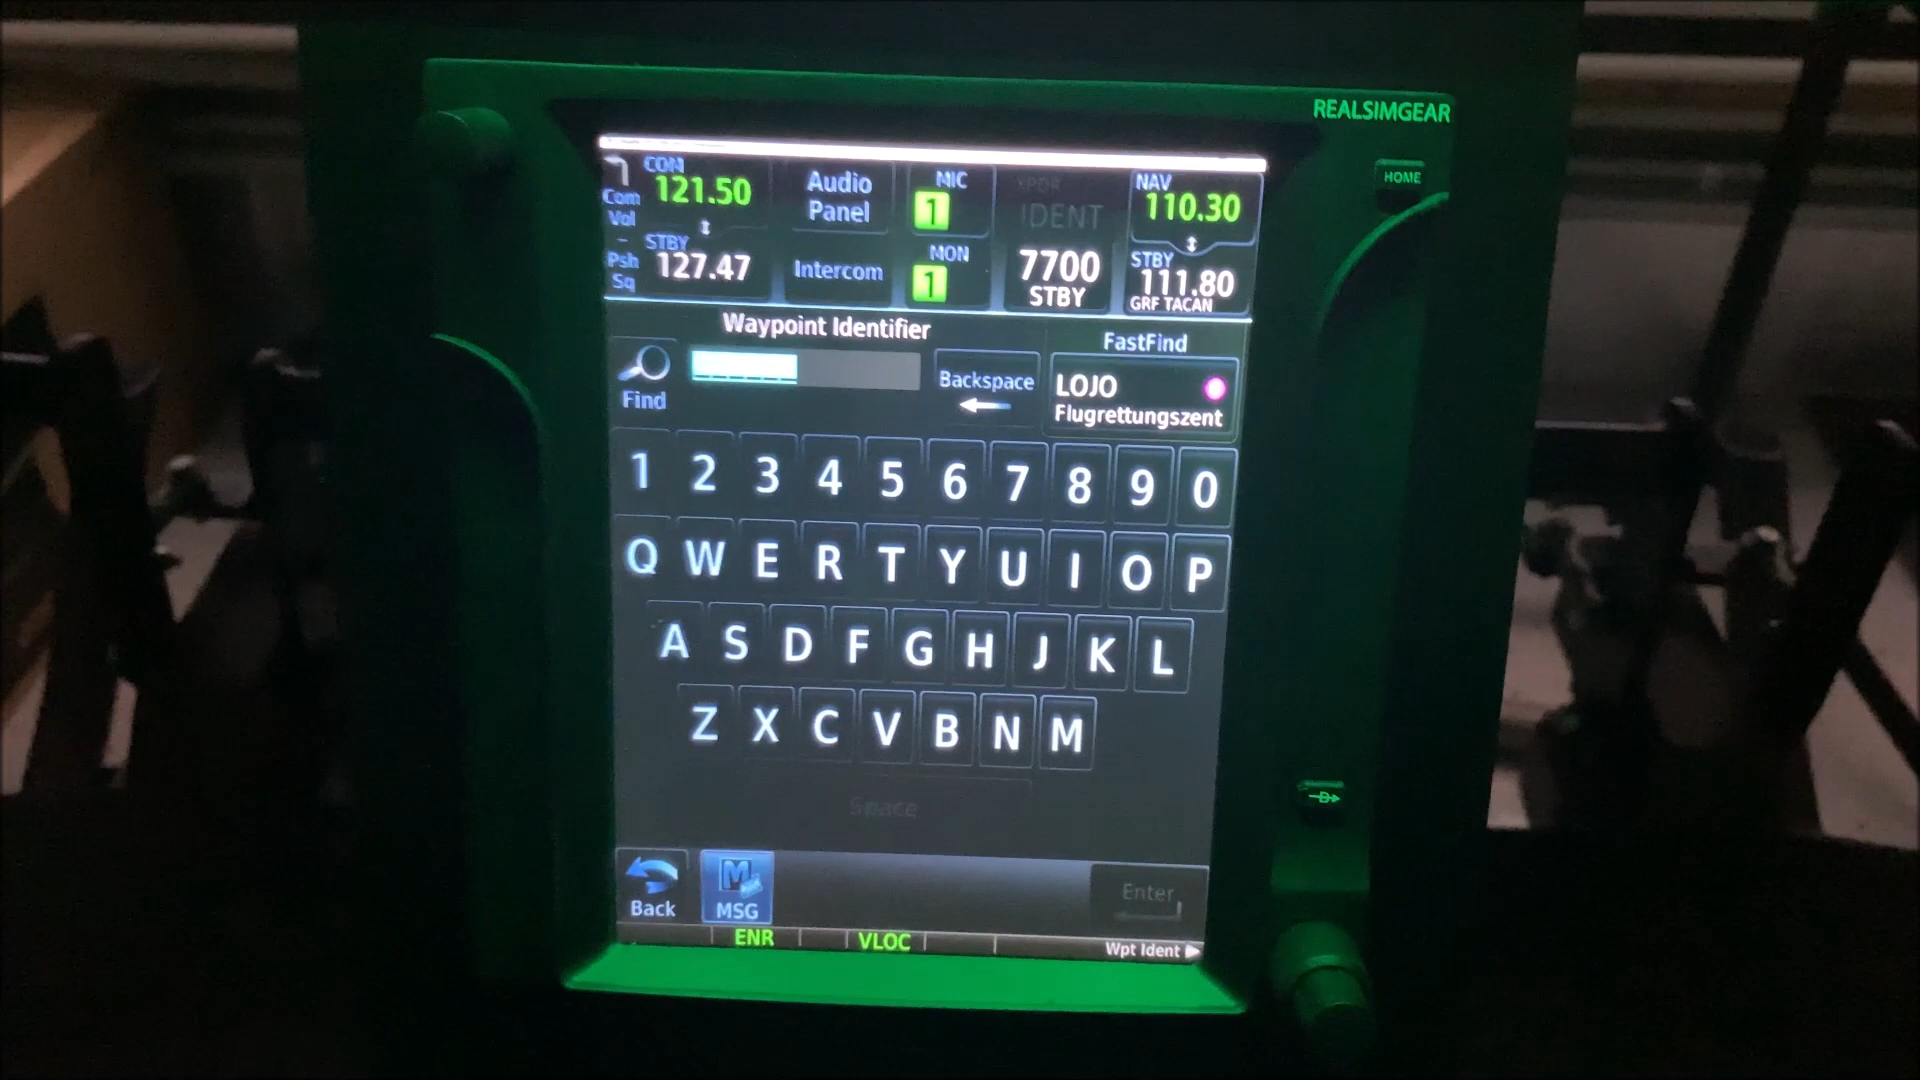 REALSIMGEAR
HOME
Com
Vol
-
Psh
Sq
COM
121.50
STBY
127.47
Audio
Panel
Intercom
MIC
1
MON
1
XPDR
IDENT
7700
STBY
NAV
110.30
STBY
111.80
GRF TACAN
Waypoint Identifier
Find
Backspace
FastFind
LOJO
Flugrettungszent
1 2 3 4 5 6 7 8 9 0
Q W E R T Y U I O P
A S D F G H J K L
Z X C V B N M
Space
Back
MSG
Enter
ENR
VLOC
Wpt Ident
D